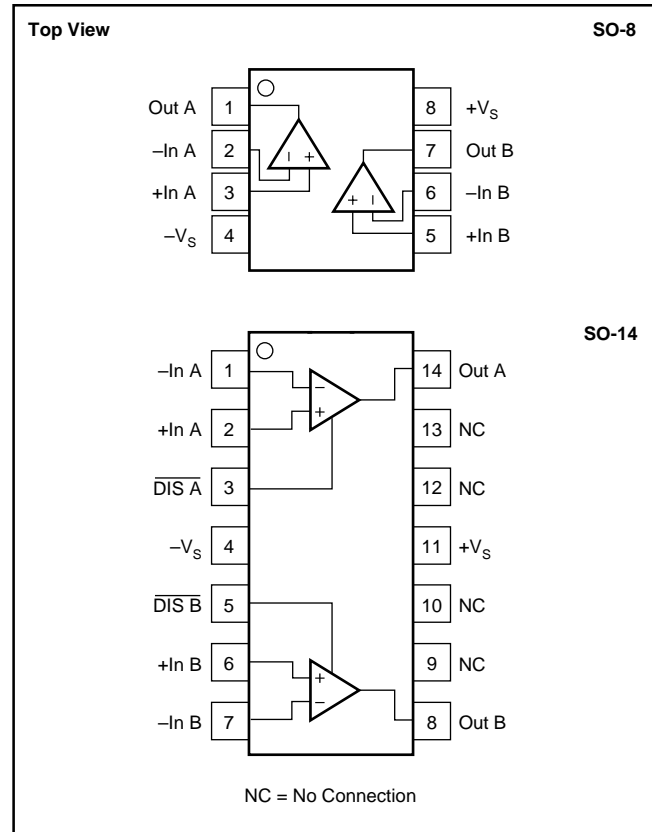 Top View SO-8
Out A 1 8 +VS
–In A 2 7 Out B
+In A 3 6 –In B
–VS 4 5 +In B
– +
+ –
SO-14
–In A 1 14 Out A
+In A 2 13 NC
DIS A 3 12 NC
–VS 4 11 +VS
DIS B 5 10 NC
+In B 6 9 NC
–In B 7 8 Out B
–
+
+
–
NC = No Connection